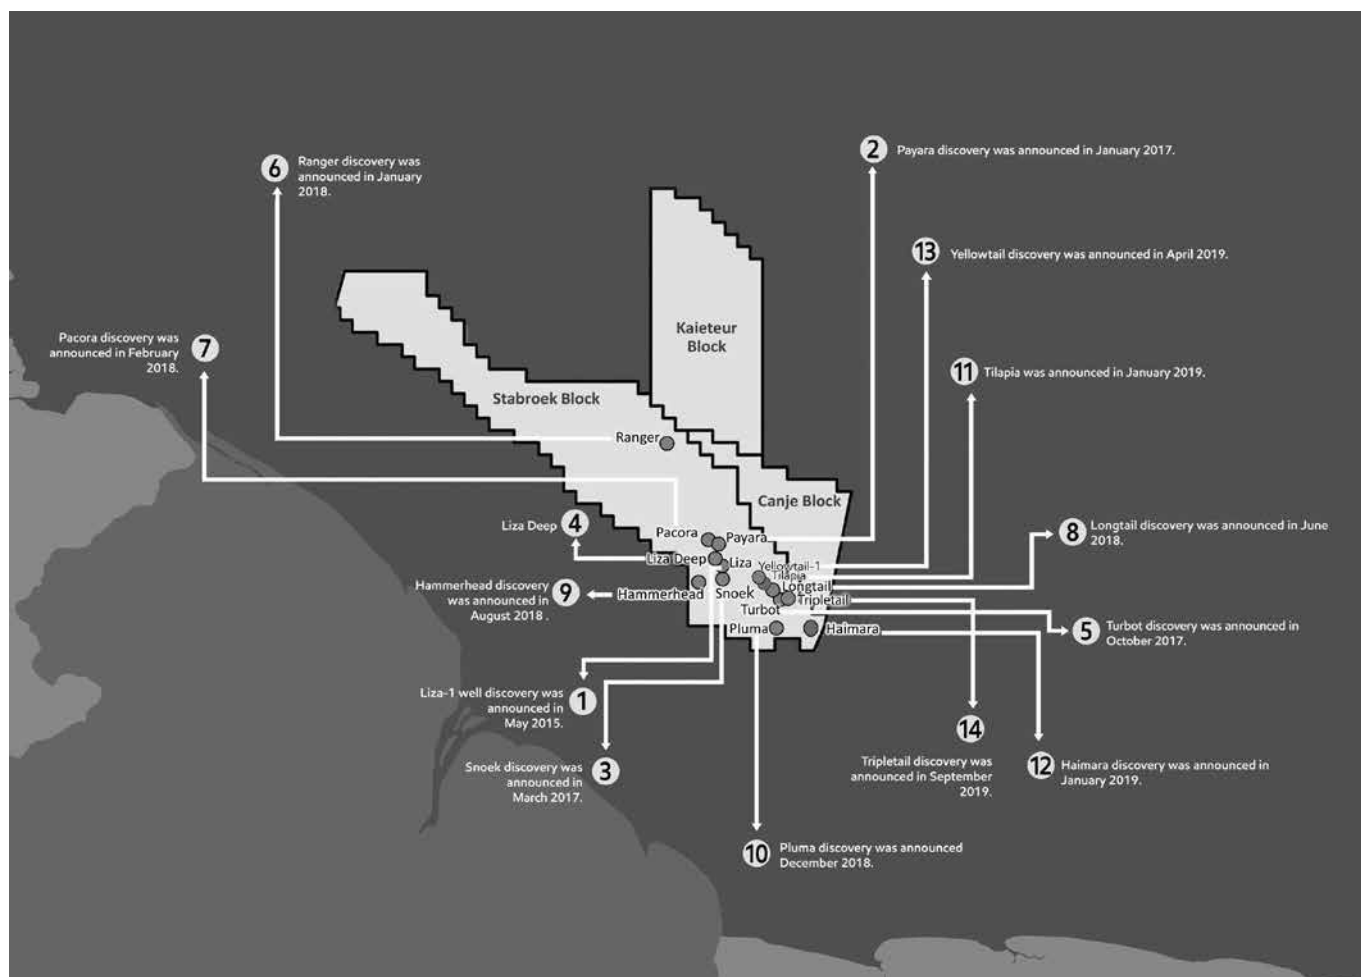 2
Payara discovery was announced in January 2017.
6
Ranger discovery was
announced in January
2018.
13
Yellowtail discovery was announced in April 2019.
Kaieteur
Block
7
Pacora discovery was
announced in February
2018.
11
Tilapia was announced in January 2019.
Stabroek Block
Ranger
Canje Block
Liza Deep
4
Pacora
Payara
8
Longtail discovery was announced in June
2018.
Liza Deep
Liza
Yellowtail-1
Tilapia
Longtail
Hammerhead discovery
was announced in
August 2018 .
9
Hammerhead
Snoek
Tripletail
Turbot
Pluma
Haimara
5
Turbot discovery was announced in
October 2017.
1
Liza-1 well discovery was
announced in
May 2015.
14
Tripletail discovery was
announced in September
2019.
3
Snoek discovery was
announced in
March 2017.
12
Haimara discovery was announced in
January 2019.
10
Pluma discovery was announced
December 2018.